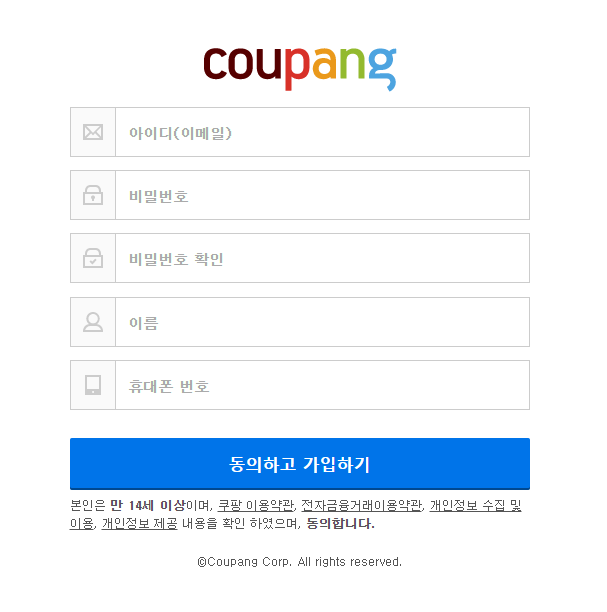 coupang
아이디(이메일)
비밀번호
비밀번호 확인
이름
휴대폰 번호
동의하고 가입하기
본인은 만 14세 이상이며, 쿠팡 이용약관, 전자금융거래이용약관, 개인정보 수집 및
이용, 개인정보 제공 내용을 확인 하였으며, 동의합니다.
©Coupang Corp. All rights reserved.